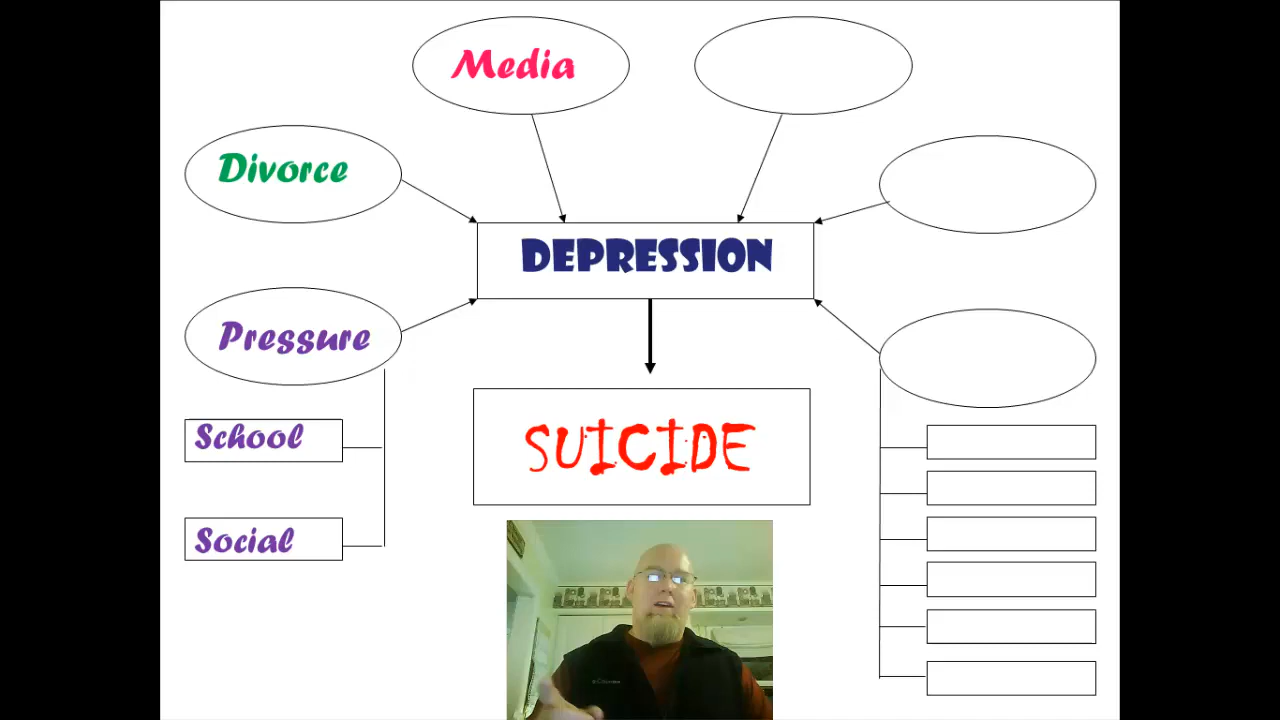 Media
Divorce
DEPRESSION
Pressure
School
SUICIDE
Social